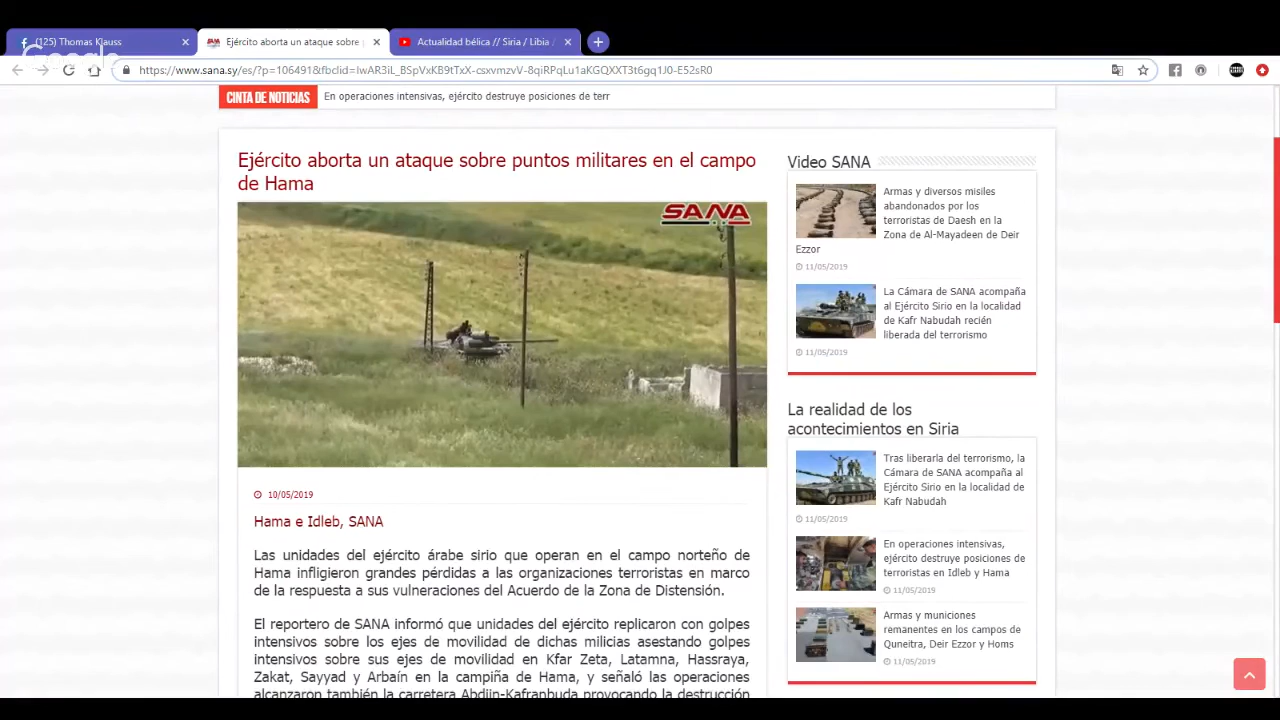 (125) Thomas Klauss
Ejército aborta un ataque sobre
Actualidad bélica // Siria / Libia /
Google
https://www.sana.sy/es/?p=106491&fbclid=IwAR3iL_BSpVxKB9tTxX-csxvmzvV-8qiRPqLu1aKGQXXT3t6gq1J0-E52sR0
CINTA DE NOTICIAS
En operaciones intensivas, ejército destruye posiciones de terr
Ejército aborta un ataque sobre puntos militares en el campo
de Hama
SANA
10/05/2019
Hama e Idleb, SANA
Las unidades del ejército árabe sirio que operan en el campo norteño de
Hama infligieron grandes pérdidas a las organizaciones terroristas en marco
de la respuesta a sus vulneraciones del Acuerdo de la Zona de Distensión.
El reportero de SANA informó que unidades del ejército replicaron con golpes
intensivos sobre los ejes de movilidad de dichas milicias asestando golpes
intensivos sobre sus ejes de movilidad en Kfar Zeta, Latamna, Hassraya,
Zakat, Sayyad y Arbaín en la campiña de Hama, y señaló las operaciones
alcanzaron también la carretera Abdiin-Kafranbuda provocando la destrucción
Video SANA
Armas y diversos misiles
abandonados por los
terroristas de Daesh en la
Zona de Al-Mayadeen de Deir
Ezzor
11/05/2019
La Cámara de SANA acompaña
al Ejército Sirio en la localidad
de Kafr Nabudah recién
liberada del terrorismo
11/05/2019
La realidad de los
acontecimientos en Siria
Tras liberarla del terrorismo, la
Cámara de SANA acompaña al
Ejército Sirio en la localidad de
Kafr Nabudah
11/05/2019
En operaciones intensivas,
ejército destruye posiciones de
terroristas en Idleb y Hama
11/05/2019
Armas y municiones
remanentes en los campos de
Quneitra, Deir Ezzor y Homs
11/05/2019